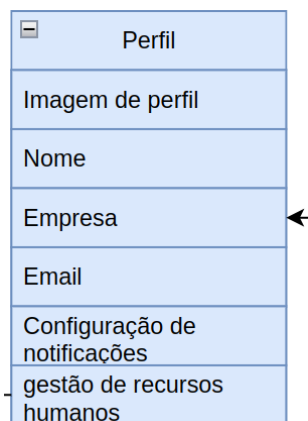 Perfil
Imagem de perfil
Nome
Empresa
Email
Configuração de
notificações
gestão de recursos
humanos